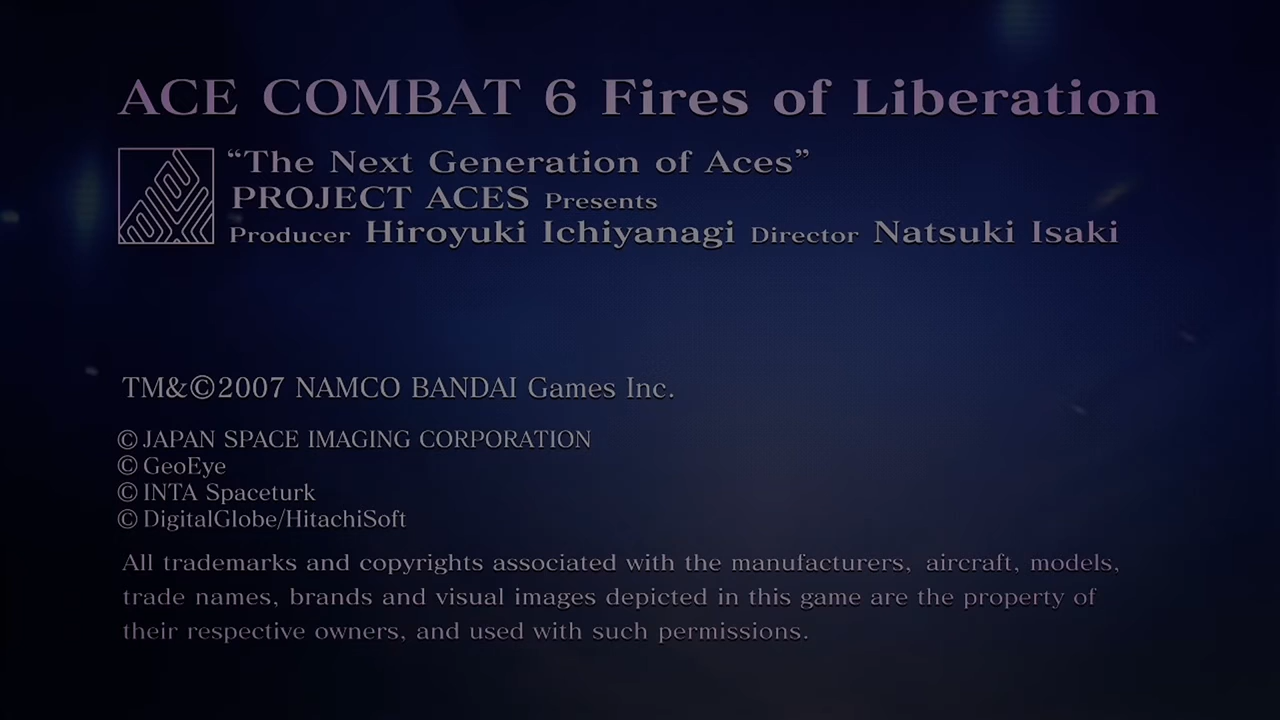 ACE COMBAT 6 Fires of Liberation
“The Next Generation of Aces”
PROJECT ACES Presents
Producer Hiroyuki Ichiyanagi Director Natsuki Isaki
TM&©2007 NAMCO BANDAI Games Inc.
©JAPAN SPACE IMAGING CORPORATION
©GeoEye
©INTA Spaceturk
©DigitalGlobe/HitachiSoft
All trademarks and copyrights associated with the manufacturers, aircraft, models,
trade names, brands and visual images depicted in this game are the property of
their respective owners, and used with such permissions.